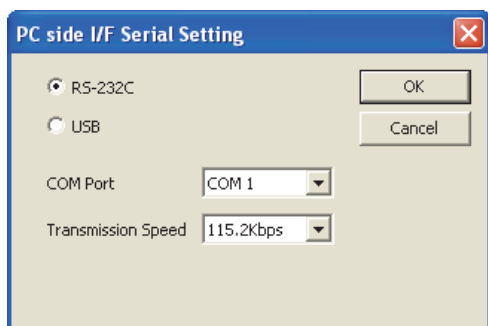 PC side I/F Serial Setting
RS-232C
OK
USB
Cancel
COM Port COM 1
Transmission Speed 115.2Kbps